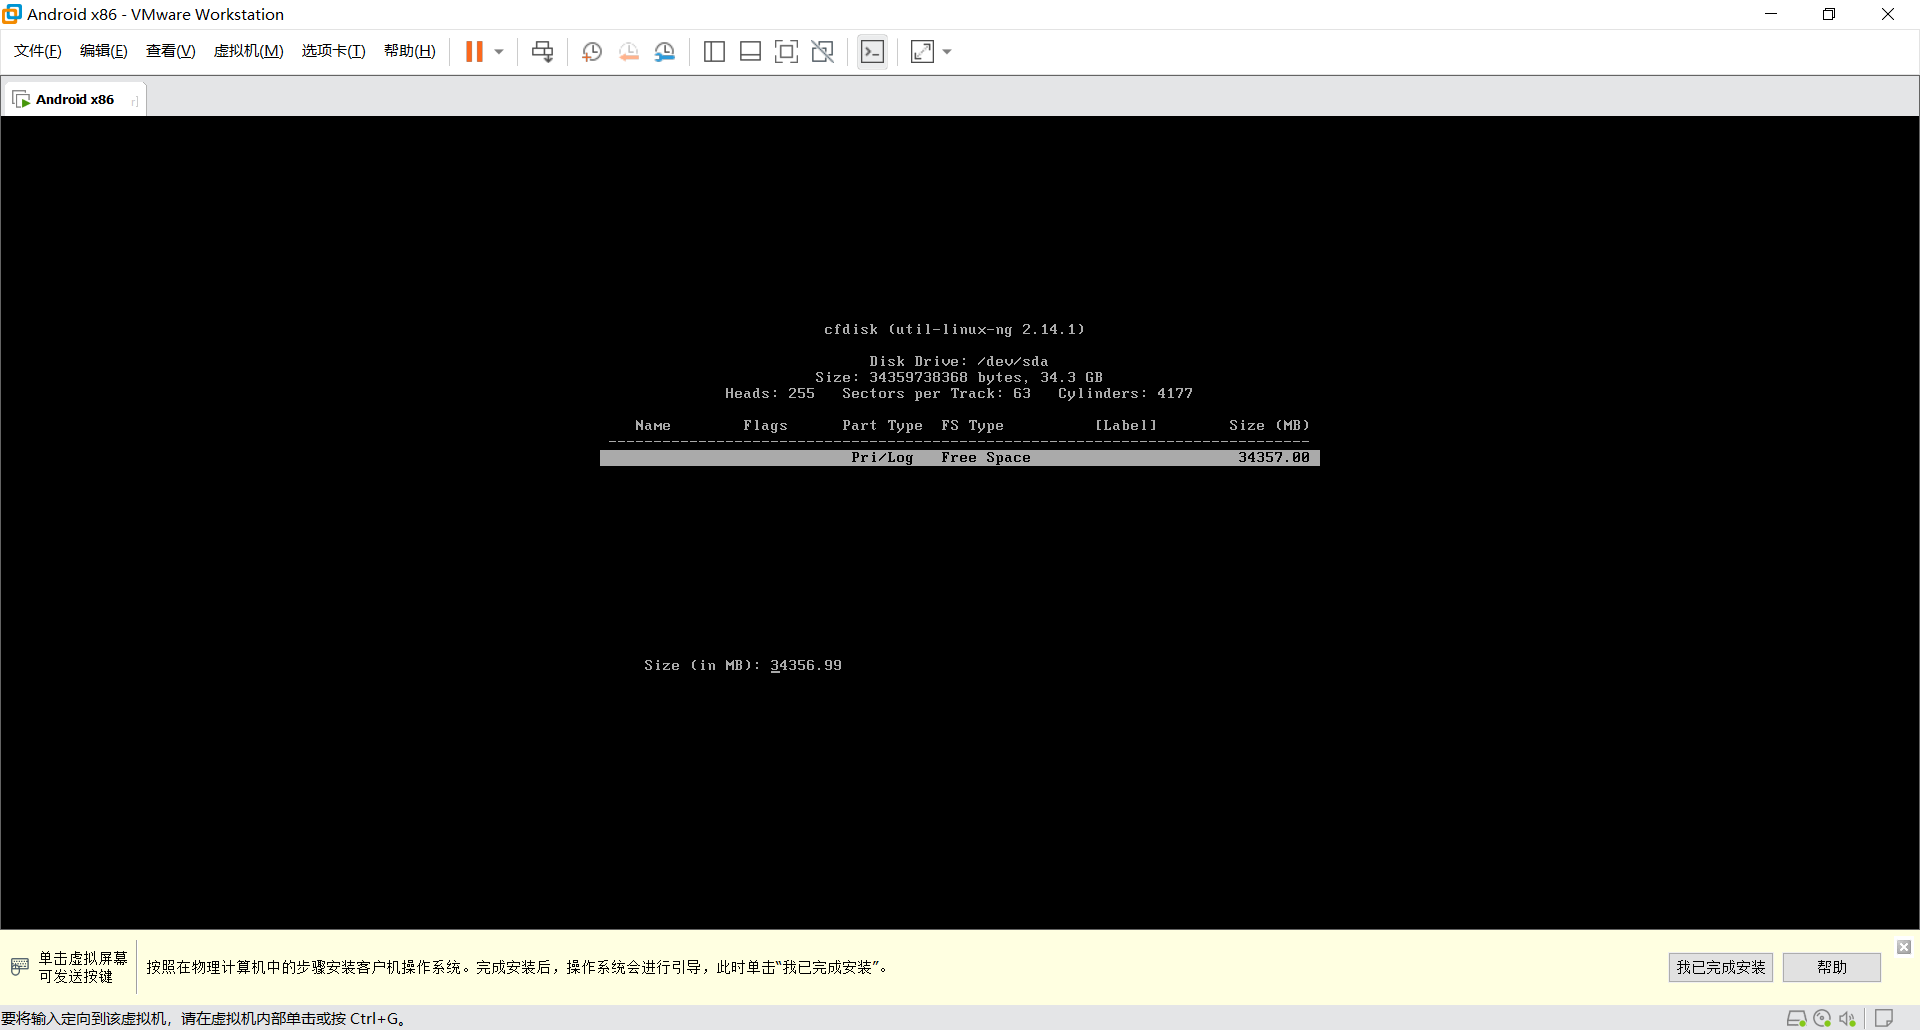 Android x86 - VMware Workstation
文件(F) 编辑(E) 查看(V) 虚拟机(M) 选项卡(T) 帮助(H)
Android x86
cfdisk (util-linux-ng 2.14.1)
Disk Drive: /dev/sda
Size: 34359738368 bytes, 34.3 GB
Heads: 255 Sectors per Track: 63 Cylinders: 4177
Name Flags Part Type FS Type [Label] Size (MB)
Pri/Log Free Space 34357.00
Size (in MB): 34356.99
单击虚拟屏幕
可发送按键
按照在物理计算机中的步骤安装客户机操作系统。完成安装后，操作系统会进行引导，此时单击“我已完成安装”。
我已完成安装 帮助
要将输入定向到该虚拟机，请在虚拟机内部单击或按 Ctrl+G。